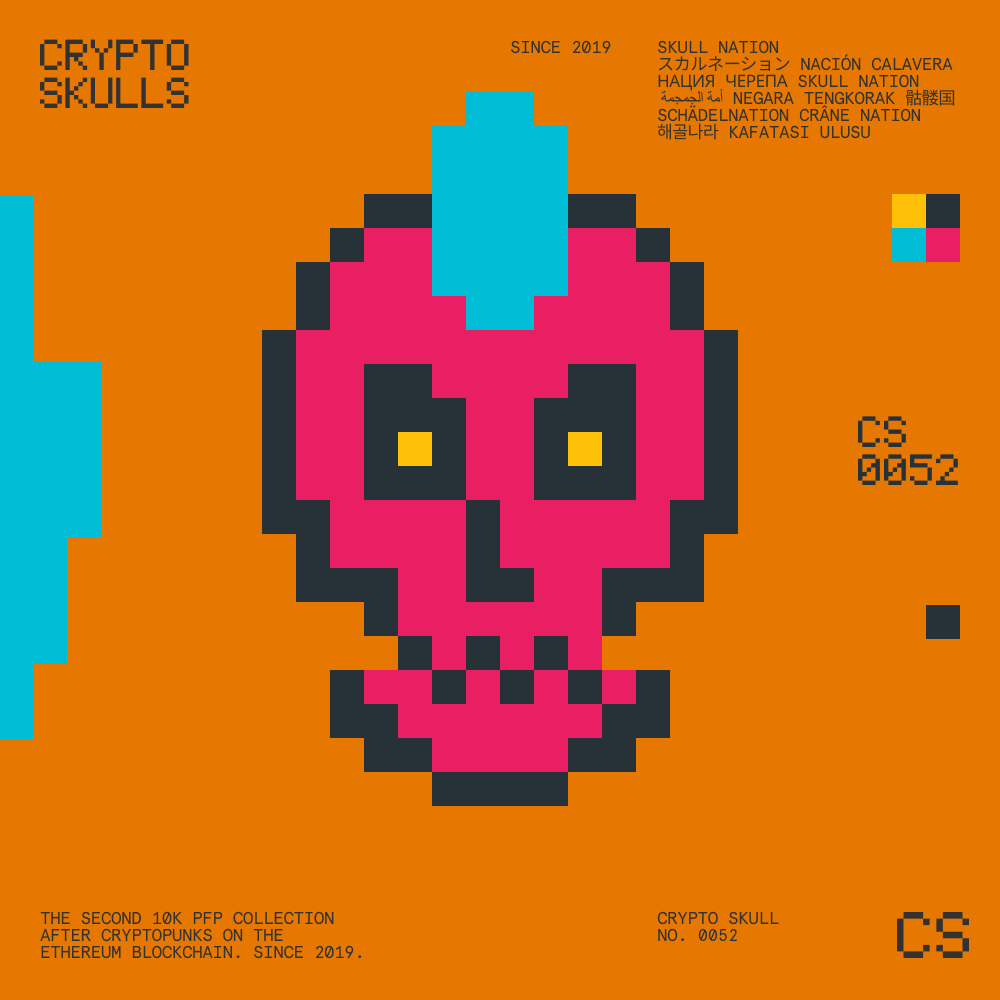 CRYPTO
SKULLS
SINCE 2019
SKULL NATION
スカルネーション NACIÓN CALAVERA
НАЦИЯ ЧЕРЕПА SKULL NATION
أمة الجمجمة NEGARA TENGKORAK 骷髅国
SCHÄDELNATION CRÂNE NATION
해골나라 KAFATASI ULUSU
CS
0052
THE SECOND 10K PFP COLLECTION
AFTER CRYPTOPUNKS ON THE
ETHEREUM BLOCKCHAIN. SINCE 2019.
CRYPTO SKULL
NO. 0052
CS